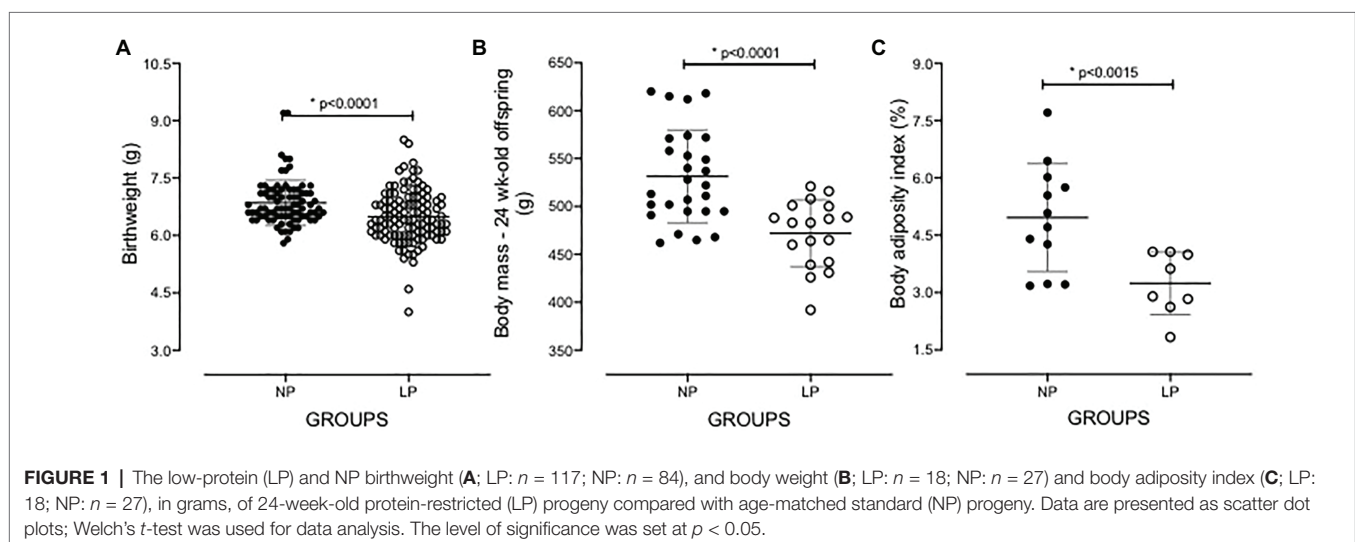 A
10.5
9.0
7.5
6.0
4.5
3.0
Birthweight (g)
* p<0.0001
NP
LP
GROUPS
B
650
600
550
500
450
400
350
Body mass - 24 wk-old offspring
(g)
* p<0.0001
NP
LP
GROUPS
C
9.0
7.5
6.0
4.5
3.0
1.5
Body adiposity index (%)
* p<0.0015
NP
LP
GROUPS
FIGURE 1 | The low-protein (LP) and NP birthweight (A; LP: n = 117; NP: n = 84), and body weight (B; LP: n = 18; NP: n = 27) and body adiposity index (C; LP:
18; NP: n = 27), in grams, of 24-week-old protein-restricted (LP) progeny compared with age-matched standard (NP) progeny. Data are presented as scatter dot
plots; Welch's t-test was used for data analysis. The level of significance was set at p < 0.05.